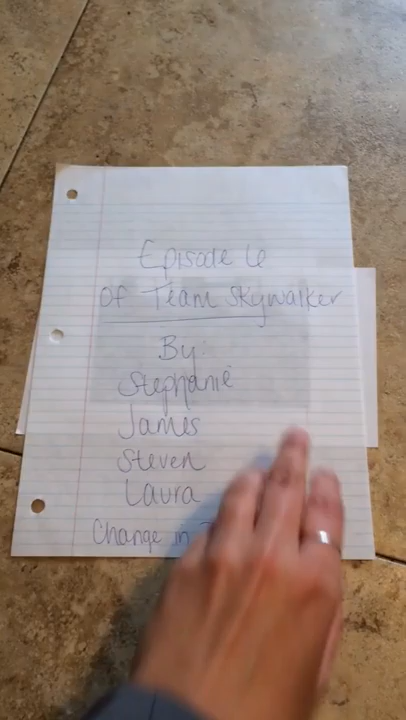 Episode 6
Of Team Skywalker
By:
Stephanie
James
Steven
Laura
Change in